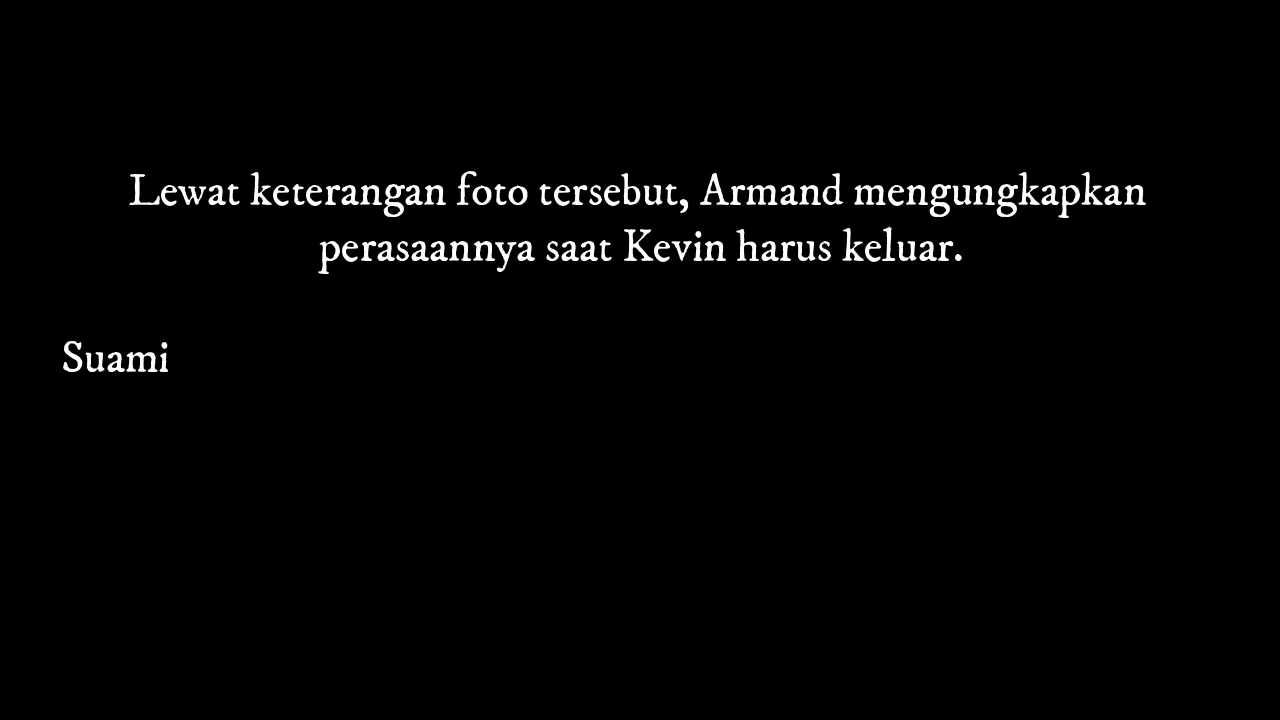 Lewat keterangan foto tersebut, Armand mengungkapkan
perasaannya saat Kevin harus keluar.
Suami